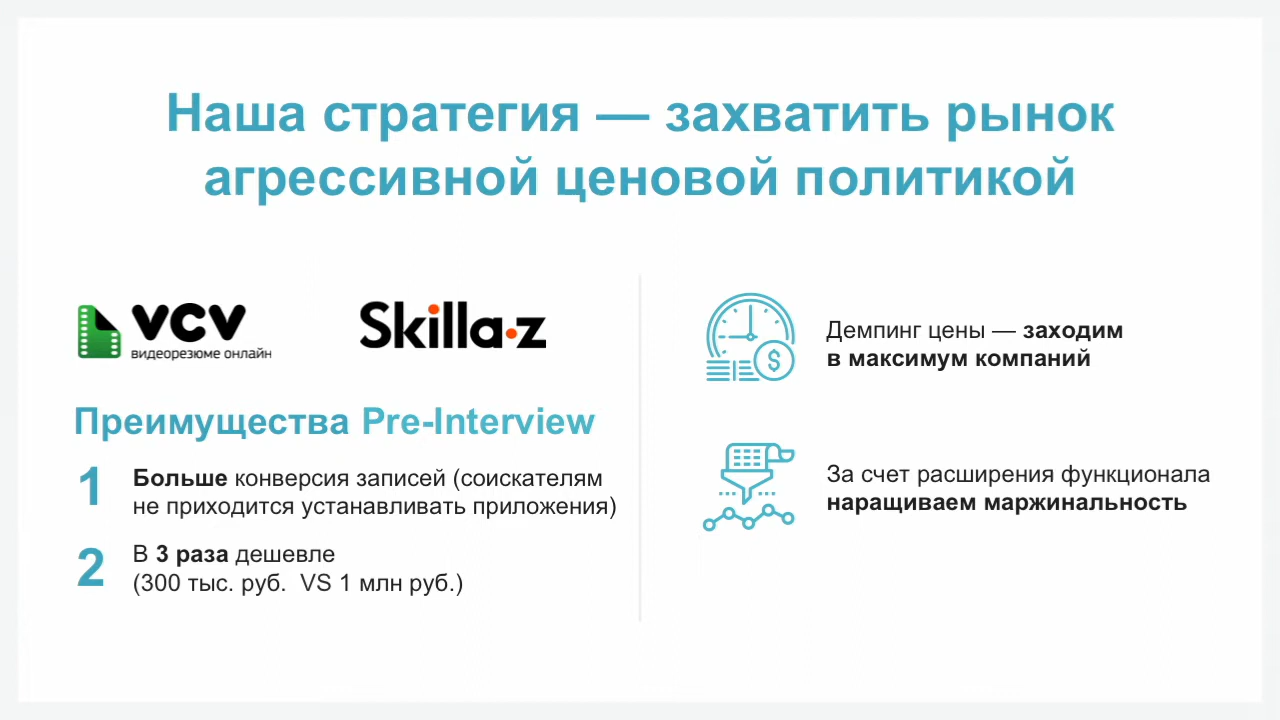 Наша стратегия — захватить рынок
агрессивной ценовой политикой
vcv
видеорезюме онлайн
Skillaz
Преимущества Pre-Interview
1
Больше конверсия записей (соискателям
не приходится устанавливать приложения)
2
В 3 раза дешевле
(300 тыс. руб. VS 1 млн руб.)
$
Демпинг цены — заходим
в максимум компаний
За счет расширения функционала
наращиваем маржинальность